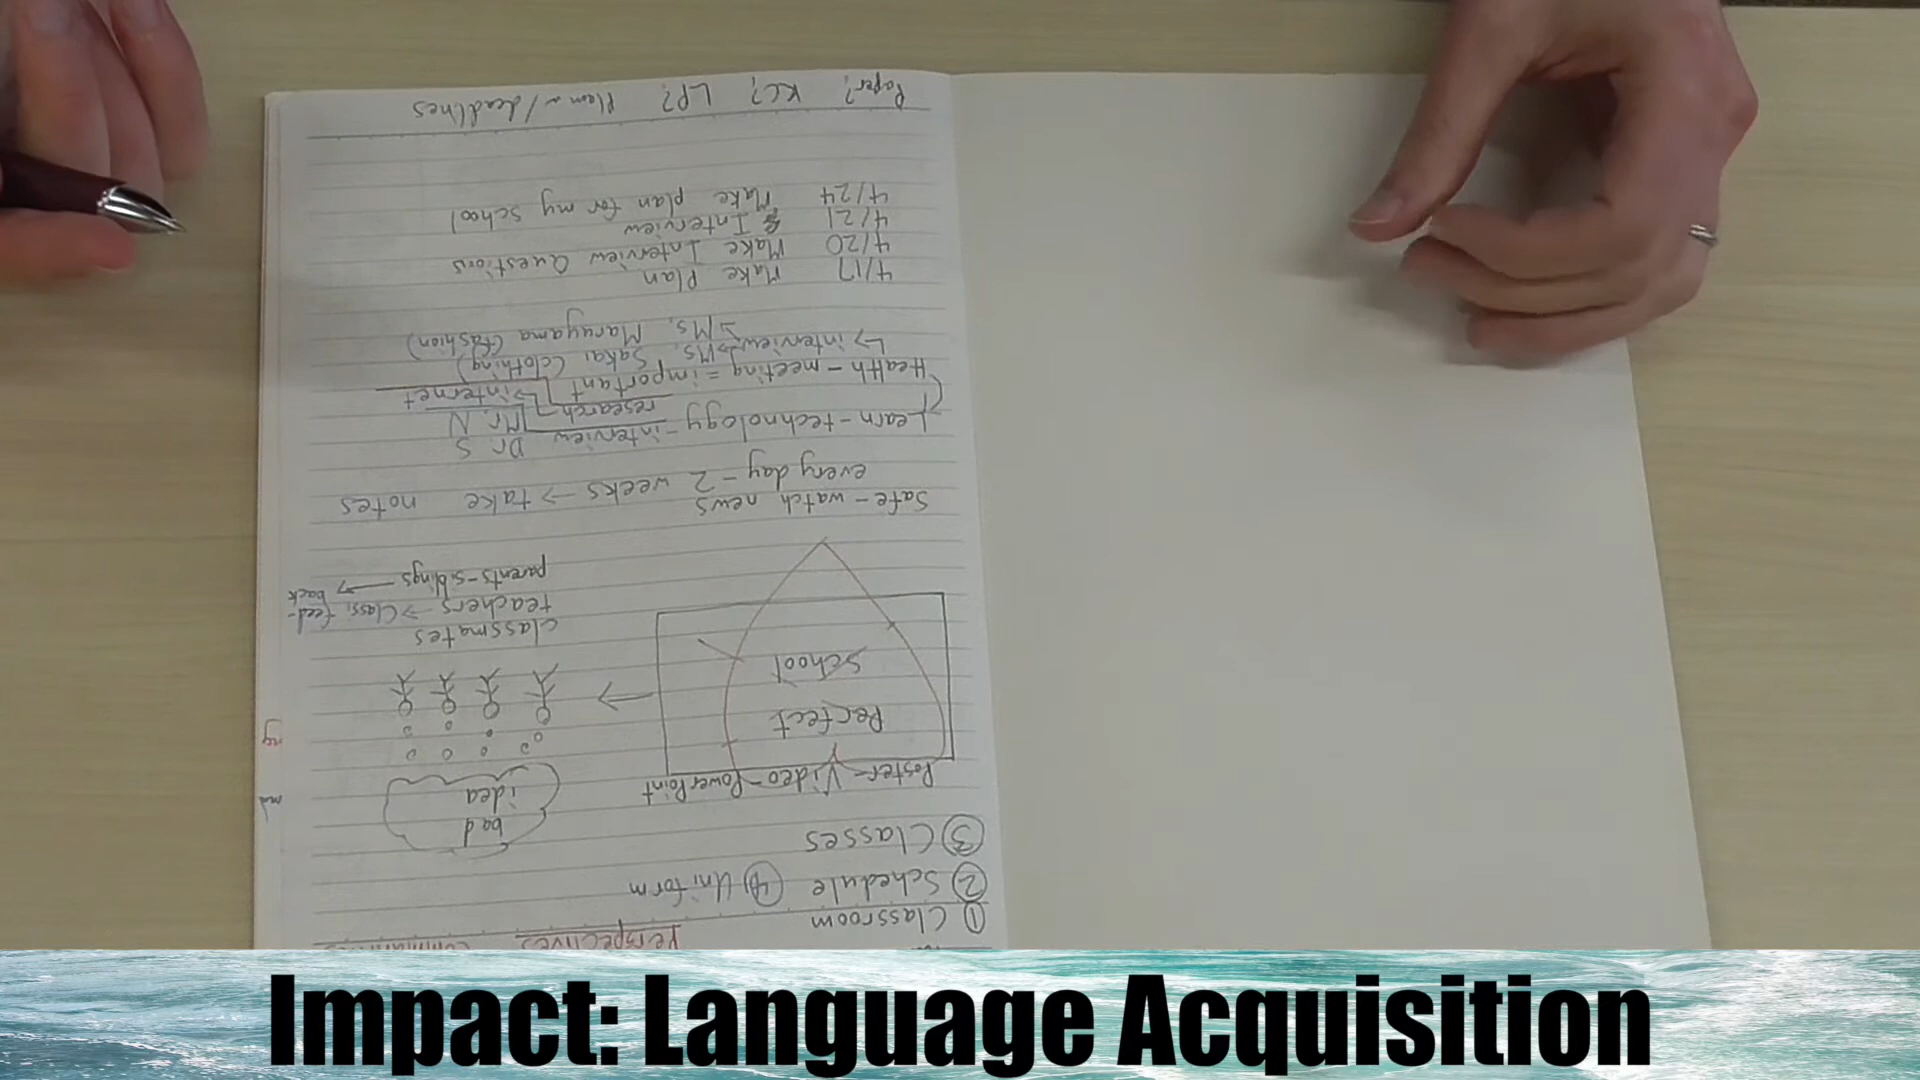 Perspectives
① Classroom
② Schedule ④ Uniform
③ Classes
Poster-Video-PowerPoint
Perfect
School
bad
idea
classmates
teachers → Class. feed-
back
parents-siblings →
Safe - watch news
every day - 2 weeks → take notes
Learn - technology - interview Dr S
research Mr. N
→ internet
Health - meeting = important
↳ interview → Ms. Sakai (clothing)
→ Ms. Maruyama (fashion)
4/17 Make Plan
4/20 Make Interview Questions
4/21 Interview
4/24 Make plan for my school
Paper? KC? LP? Plan w/deadlines
Impact: Language Acquisition